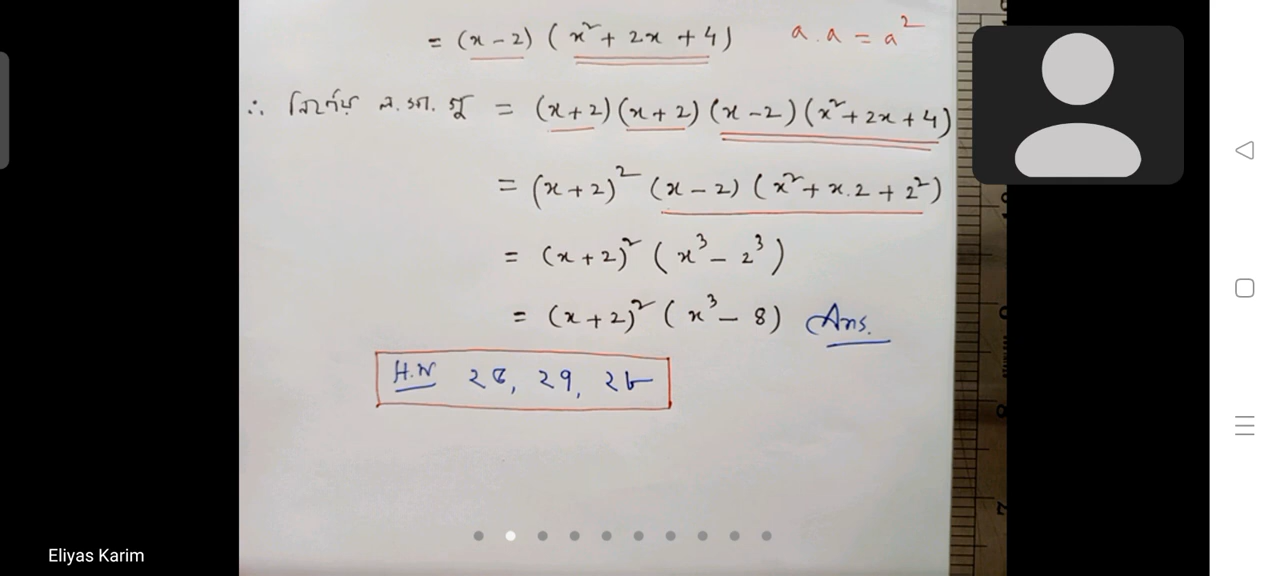 = (x - 2) (x² + 2x + 4) a.a = a²
∴ নির্ণেয় ল.সা.গু = (x + 2) (x + 2) (x - 2) (x² + 2x + 4)
= (x + 2)² (x - 2) (x² + x.2 + 2²)
= (x + 2)² (x³ - 2³)
= (x + 2)² (x³ - 8) Ans.
H.W ২৬, ২৭, ২৮
Eliyas Karim